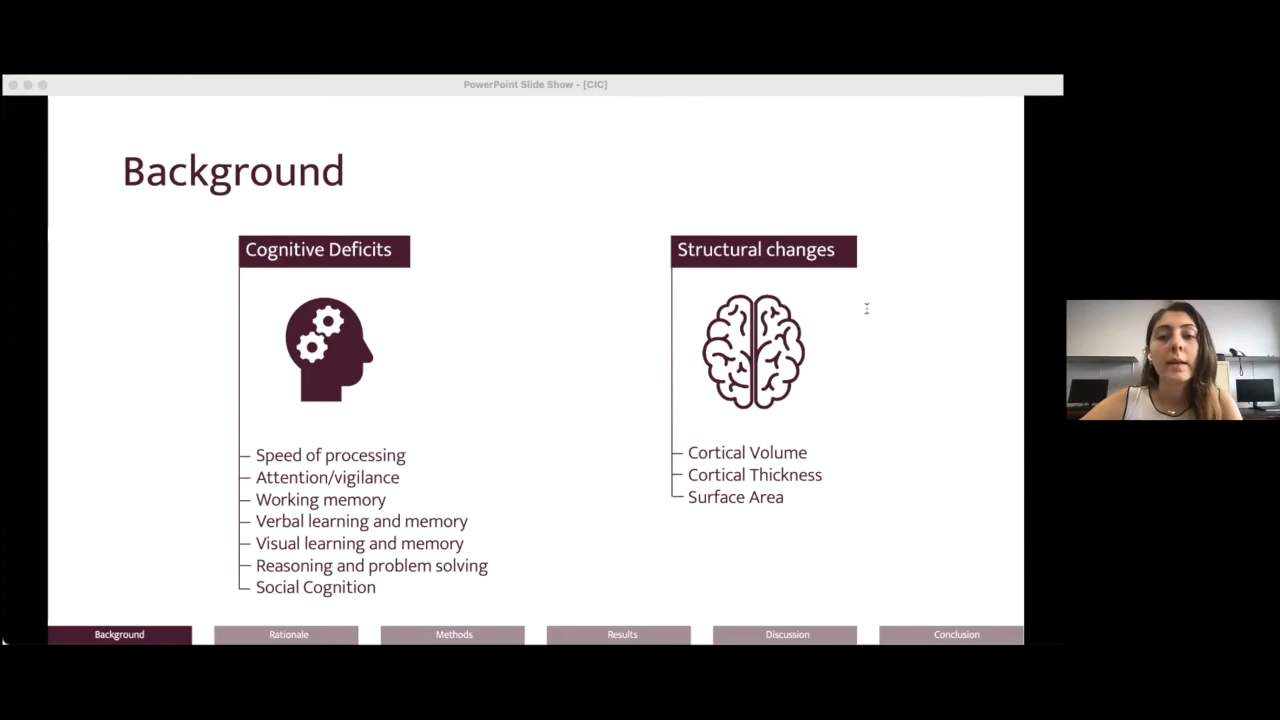 PowerPoint Slide Show - [CIC]
Background
Cognitive Deficits
Speed of processing
Attention/vigilance
Working memory
Verbal learning and memory
Visual learning and memory
Reasoning and problem solving
Social Cognition
Structural changes
Cortical Volume
Cortical Thickness
Surface Area
Background
Rationale
Methods
Results
Discussion
Conclusion